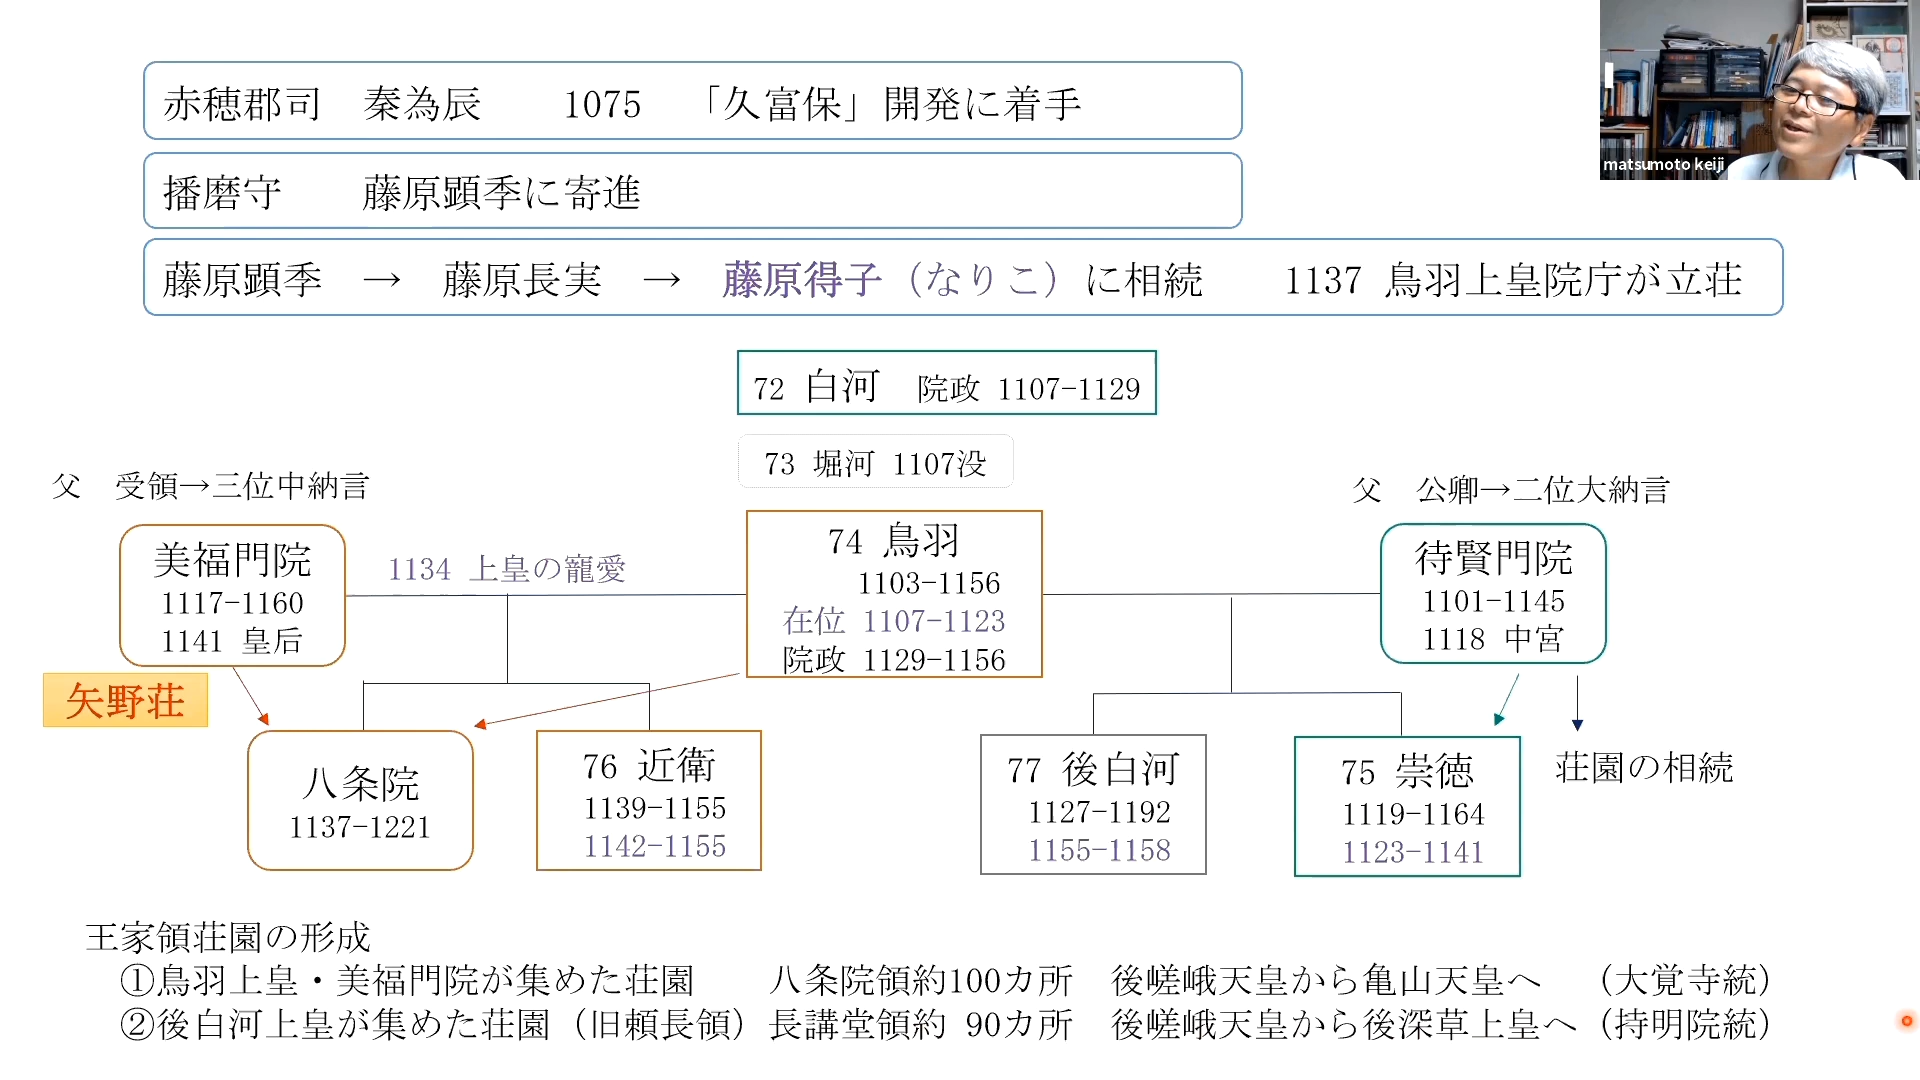 赤穂郡司　秦為辰　　1075　「久富保」開発に着手
matsumoto keiji
播磨守　　藤原顕季に寄進
藤原顕季　→　藤原長実　→　藤原得子（なりこ）に相続　　1137 鳥羽上皇院庁が立荘
72 白河　院政 1107-1129
73 堀河 1107没
父　受領→三位中納言
父　公卿→二位大納言
美福門院
1117-1160
1141 皇后
1134 上皇の寵愛
74 鳥羽
1103-1156
在位 1107-1123
院政 1129-1156
待賢門院
1101-1145
1118 中宮
矢野荘
八条院
1137-1221
76 近衛
1139-1155
1142-1155
77 後白河
1127-1192
1155-1158
75 崇徳
1119-1164
1123-1141
荘園の相続
王家領荘園の形成
①鳥羽上皇・美福門院が集めた荘園　　八条院領約100カ所　後嵯峨天皇から亀山天皇へ　（大覚寺統）
②後白河上皇が集めた荘園（旧頼長領）長講堂領約 90カ所　後嵯峨天皇から後深草上皇へ（持明院統）